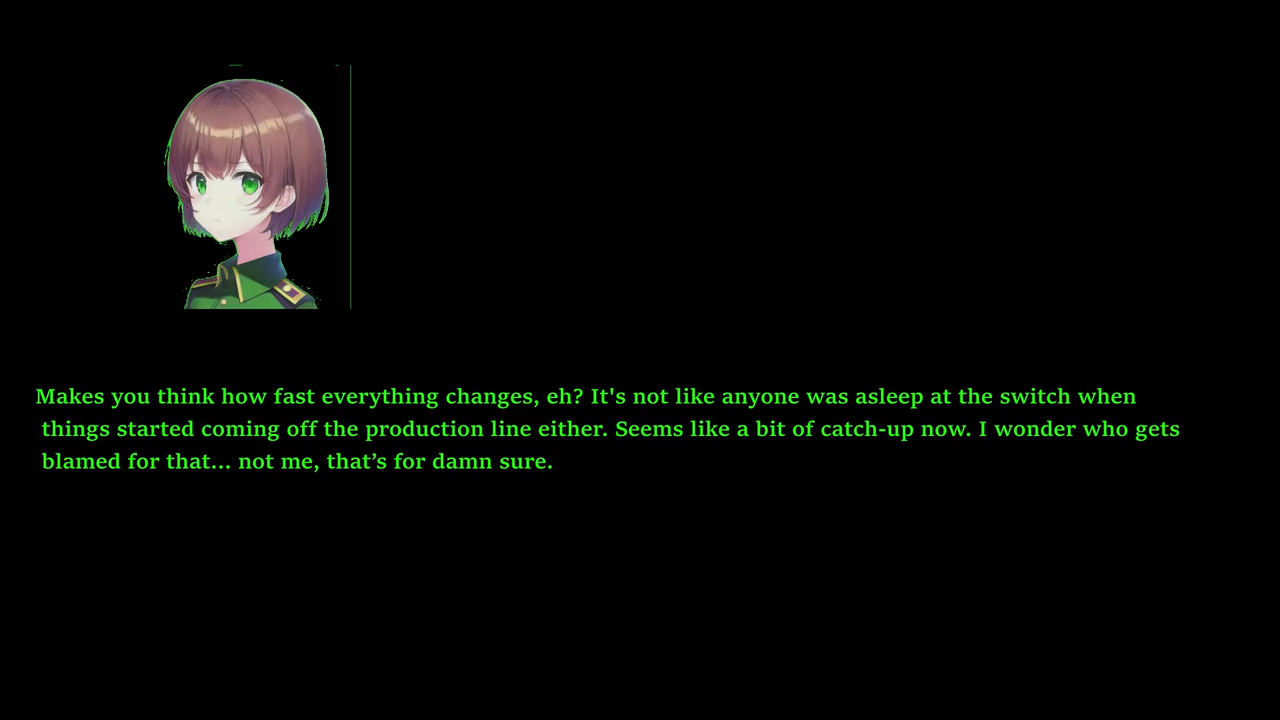 Makes you think how fast everything changes, eh? It's not like anyone was asleep at the switch when
things started coming off the production line either. Seems like a bit of catch-up now. I wonder who gets
blamed for that... not me, that’s for damn sure.